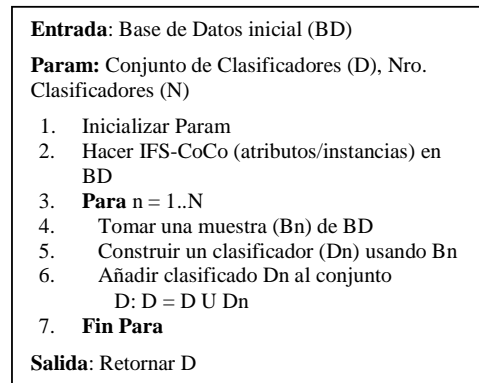 Entrada: Base de Datos inicial (BD)
Param: Conjunto de Clasificadores (D), Nro.
Clasificadores (N)
1. Inicializar Param
2. Hacer IFS-CoCo (atributos/instancias) en
BD
3. Para n = 1..N
4. Tomar una muestra (Bn) de BD
5. Construir un clasificador (Dn) usando Bn
6. Añadir clasificado Dn al conjunto
D: D = D U Dn
7. Fin Para
Salida: Retornar D